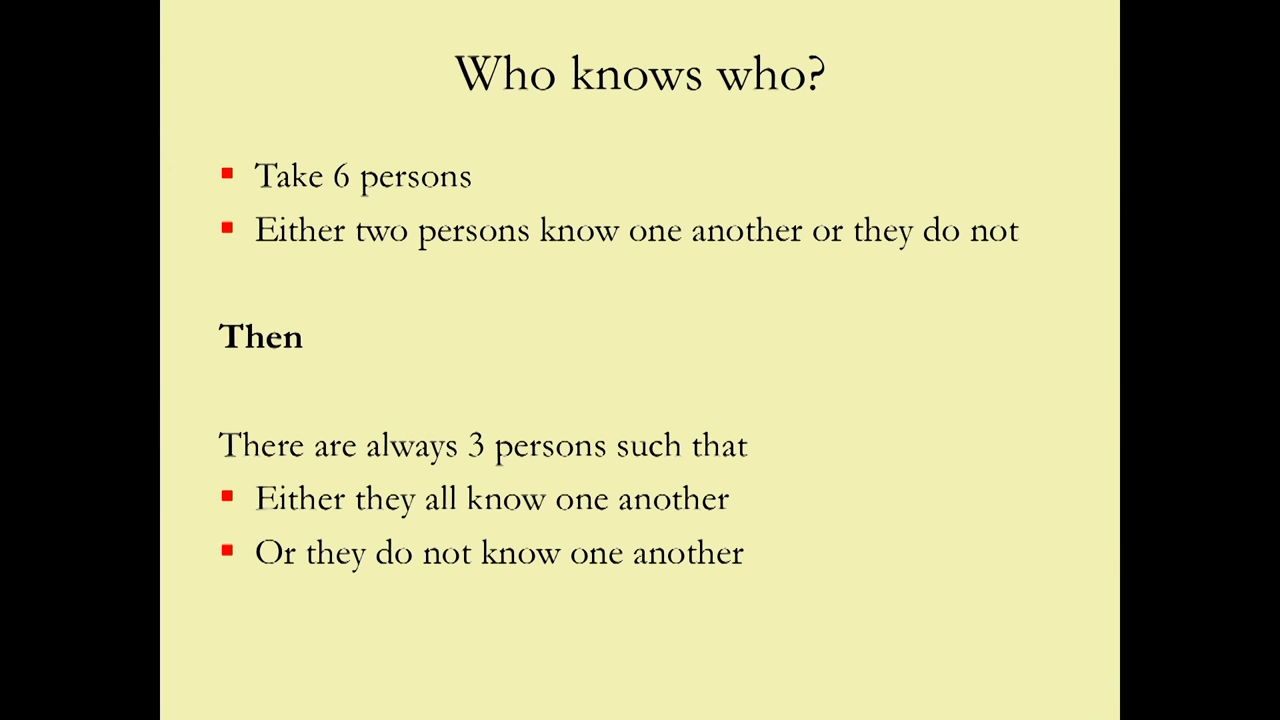 Who knows who?
Take 6 persons
Either two persons know one another or they do not
Then
There are always 3 persons such that
Either they all know one another
Or they do not know one another